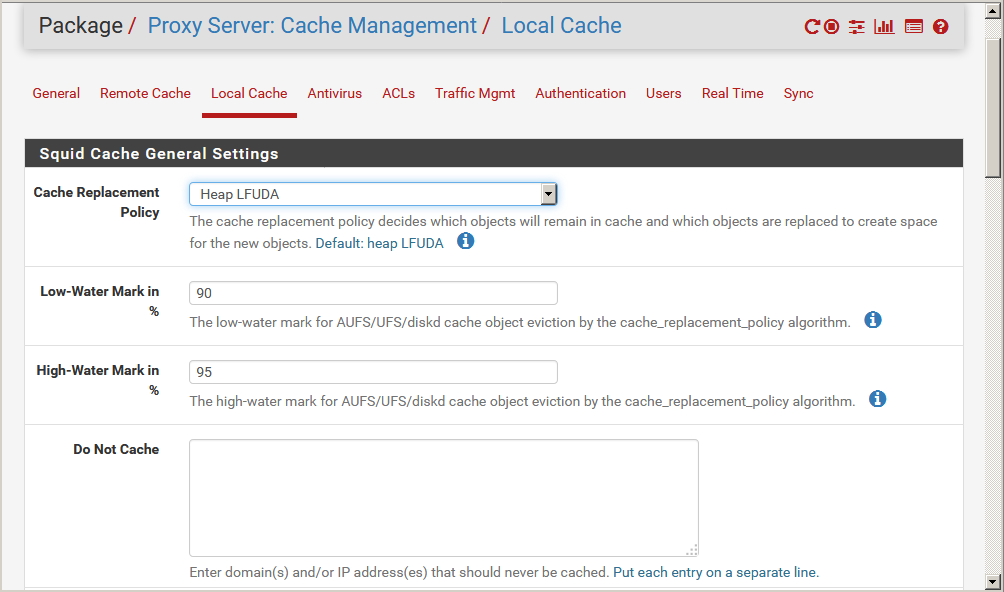 Package / Proxy Server: Cache Management / Local Cache
General Remote Cache Local Cache Antivirus ACLs Traffic Mgmt Authentication Users Real Time Sync
Squid Cache General Settings
Cache Replacement
Policy
Heap LFUDA
The cache replacement policy decides which objects will remain in cache and which objects are replaced to create space
for the new objects. Default: heap LFUDA
Low-Water Mark in
%
90
The low-water mark for AUFS/UFS/diskd cache object eviction by the cache_replacement_policy algorithm.
High-Water Mark in
%
95
The high-water mark for AUFS/UFS/diskd cache object eviction by the cache_replacement_policy algorithm.
Do Not Cache
Enter domain(s) and/or IP address(es) that should never be cached. Put each entry on a separate line.